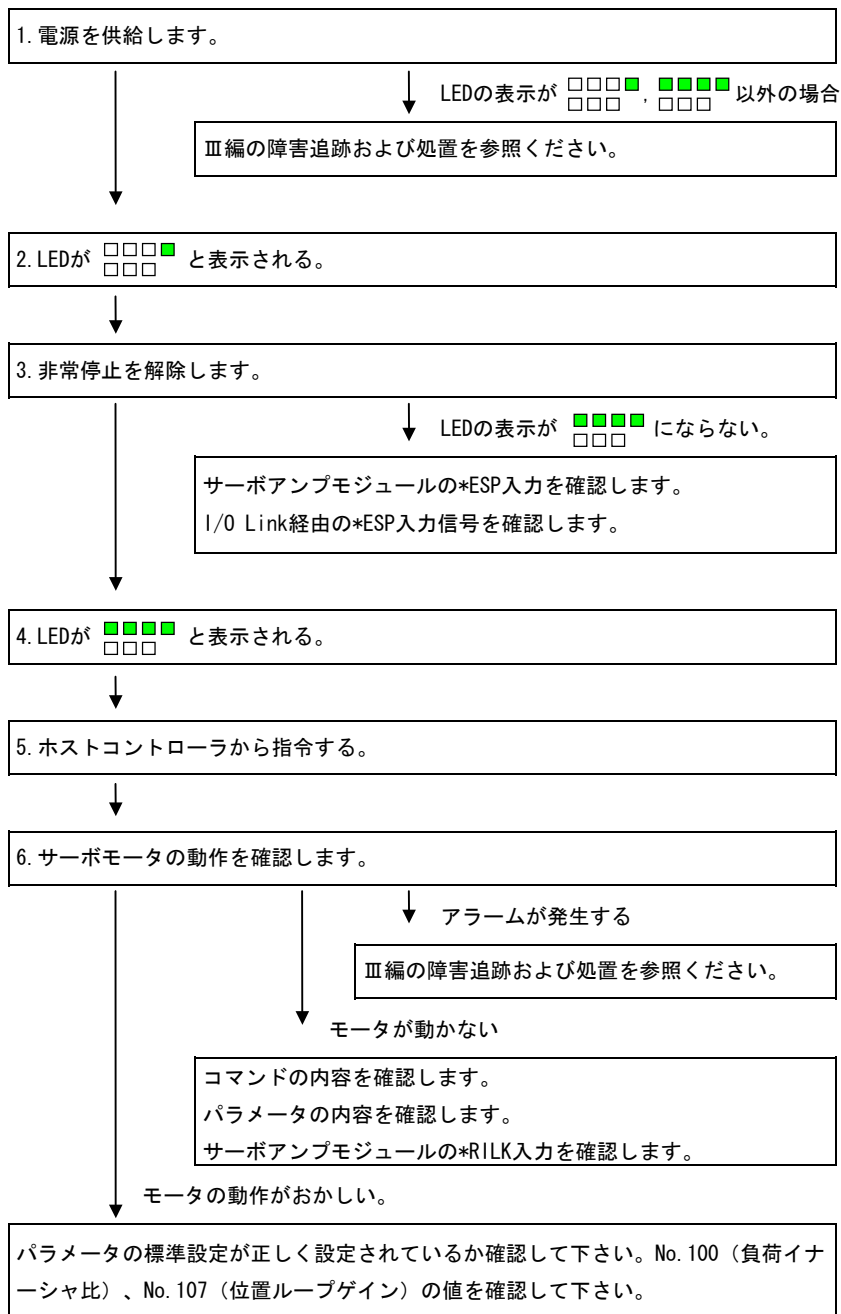 1.電源を供給します。
LEDの表示が □□□■ , ■■■■ 以外の場合
□□□ □□□
Ⅲ編の障害追跡および処置を参照ください。
2.LEDが □□□■ と表示される。
□□□
3.非常停止を解除します。
LEDの表示が ■■■■ にならない。
□□□
サーボアンプモジュールの*ESP入力を確認します。
I/O Link経由の*ESP入力信号を確認します。
4.LEDが ■■■■ と表示される。
□□□
5.ホストコントローラから指令する。
6.サーボモータの動作を確認します。
アラームが発生する
Ⅲ編の障害追跡および処置を参照ください。
モータが動かない
コマンドの内容を確認します。
パラメータの内容を確認します。
サーボアンプモジュールの*RILK入力を確認します。
モータの動作がおかしい。
パラメータの標準設定が正しく設定されているか確認して下さい。No.100（負荷イナ
ーシャ比）、No.107（位置ループゲイン）の値を確認して下さい。